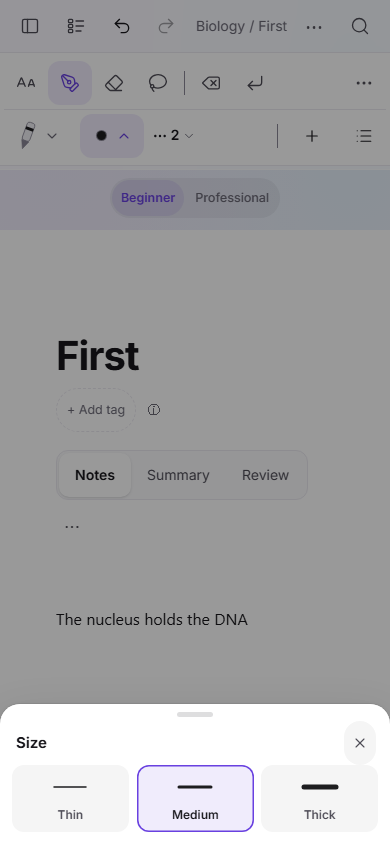 Biology / First
AA
2
Beginner Professional
First
+ Add tag
Notes Summary Review
The nucleus holds the DNA
Size
Thin Medium Thick